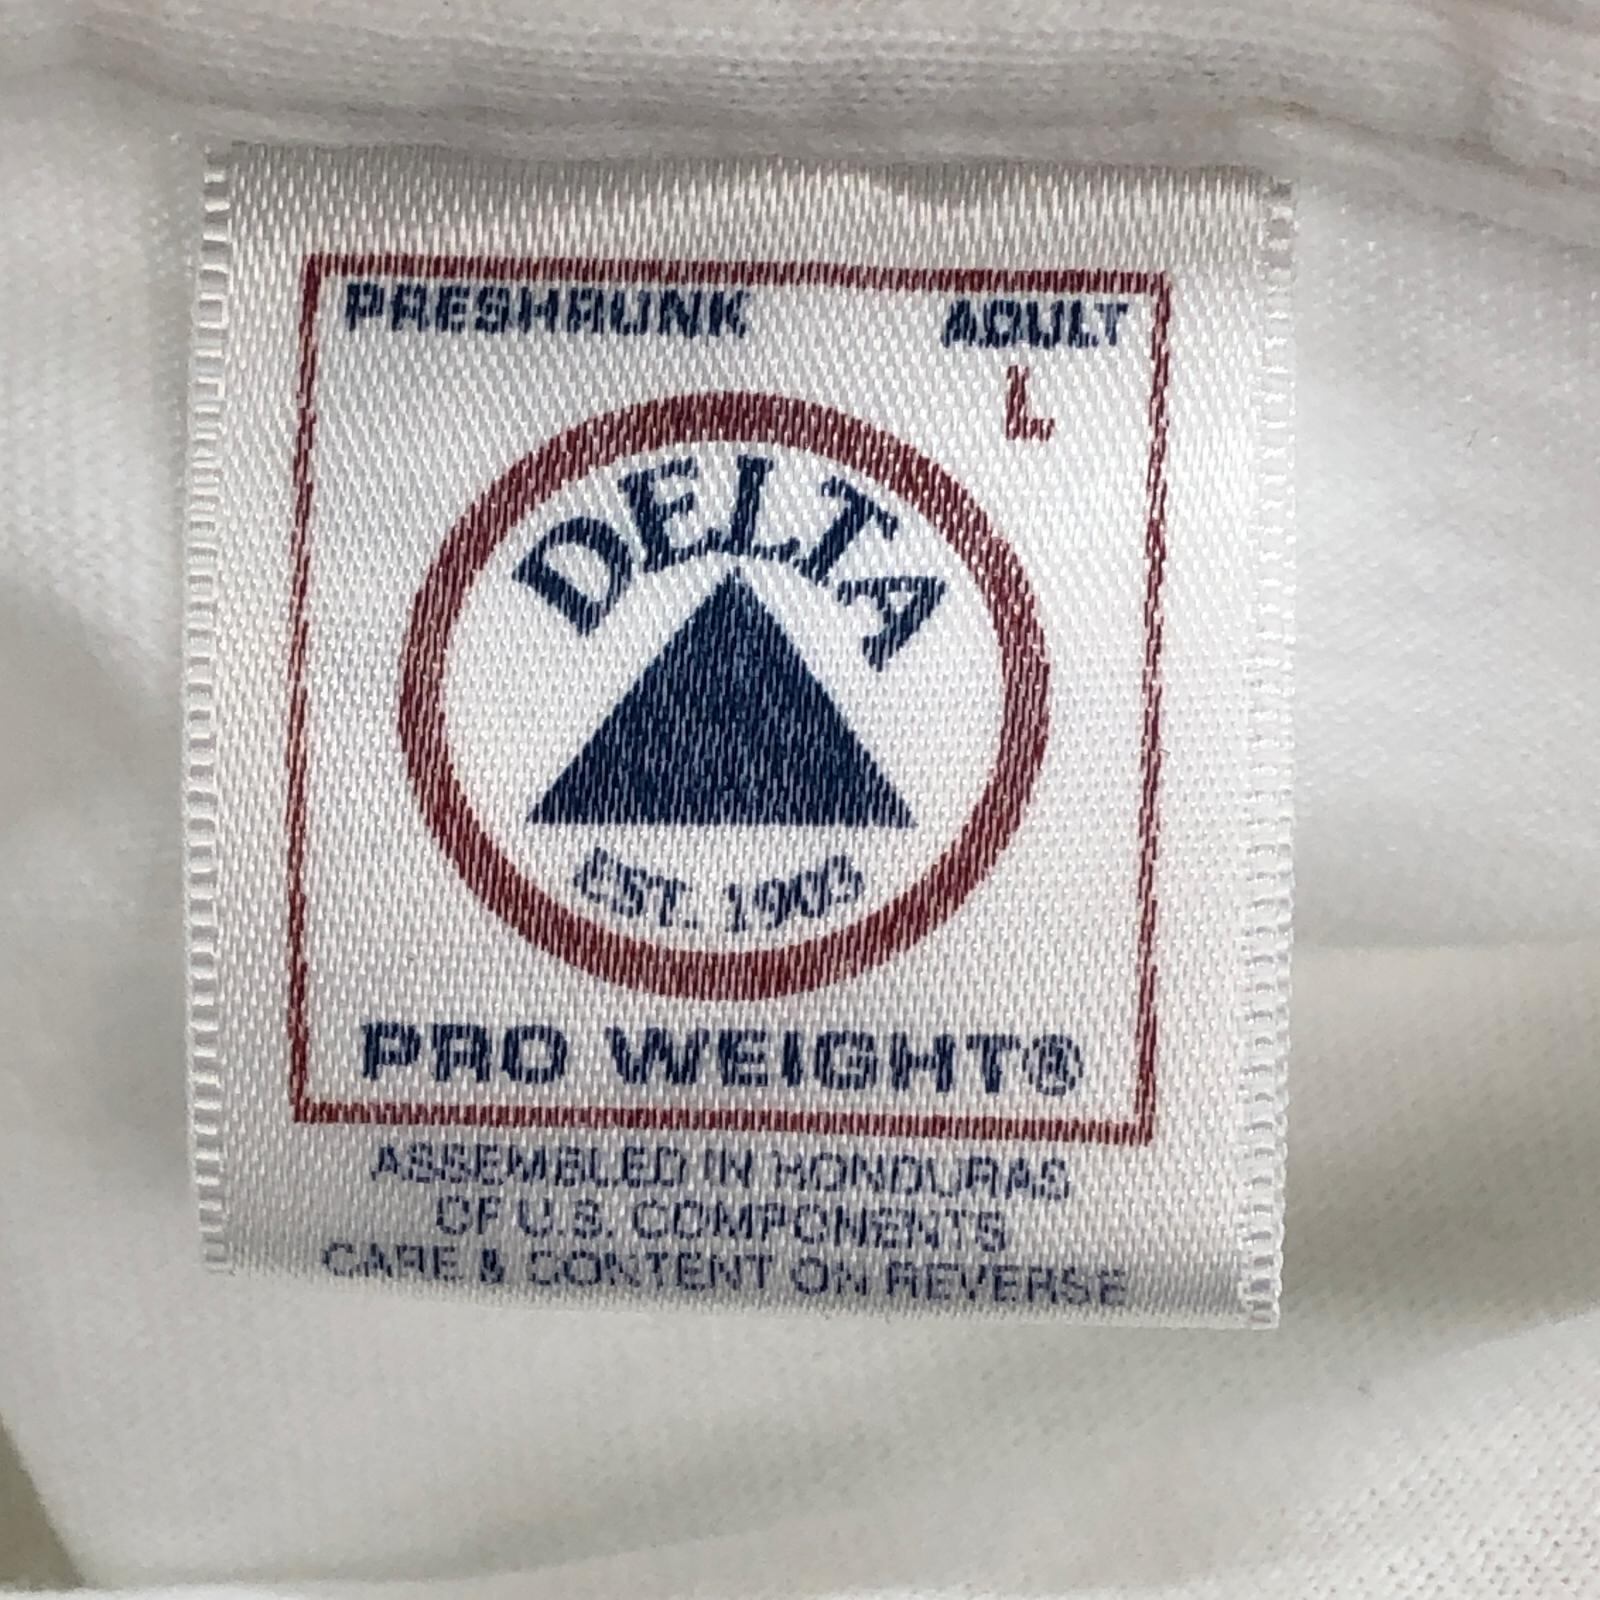 PRESHRUNK ADULT
L
DELTA
EST. 1903
PRO WEIGHT®
ASSEMBLED IN HONDURAS
OF U.S. COMPONENTS
CARE & CONTENT ON REVERSE